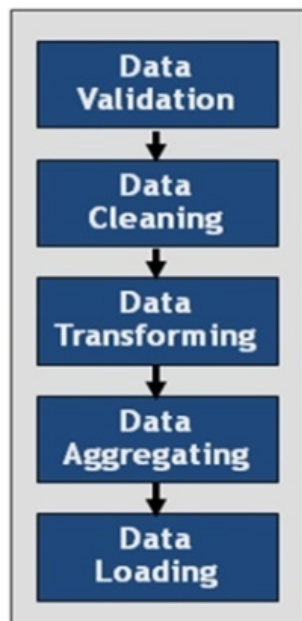 Data
Validation
Data
Cleaning
Data
Transforming
Data
Aggregating
Data
Loading